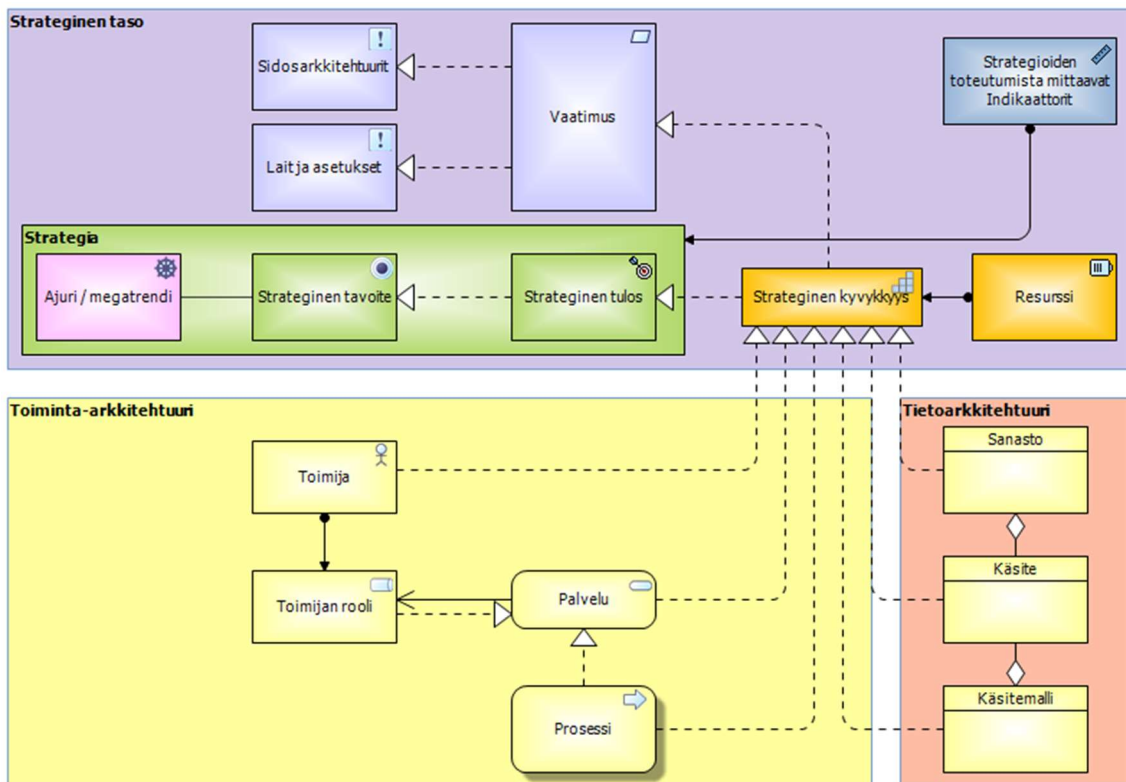 Strateginen taso
Sidosarkkitehtuurit
Vaatimus
Strategioiden
toteutumista mittaavat
Indikaattorit
Lait ja asetukset
Strategia
Ajuri / megatrendi
Strateginen tavoite
Strateginen tulos
Strateginen kyvykkyys
Resurssi
Toiminta-arkkitehtuuri
Toimija
Toimijan rooli
Palvelu
Prosessi
Tietoarkkitehtuuri
Sanasto
Käsite
Käsitemalli